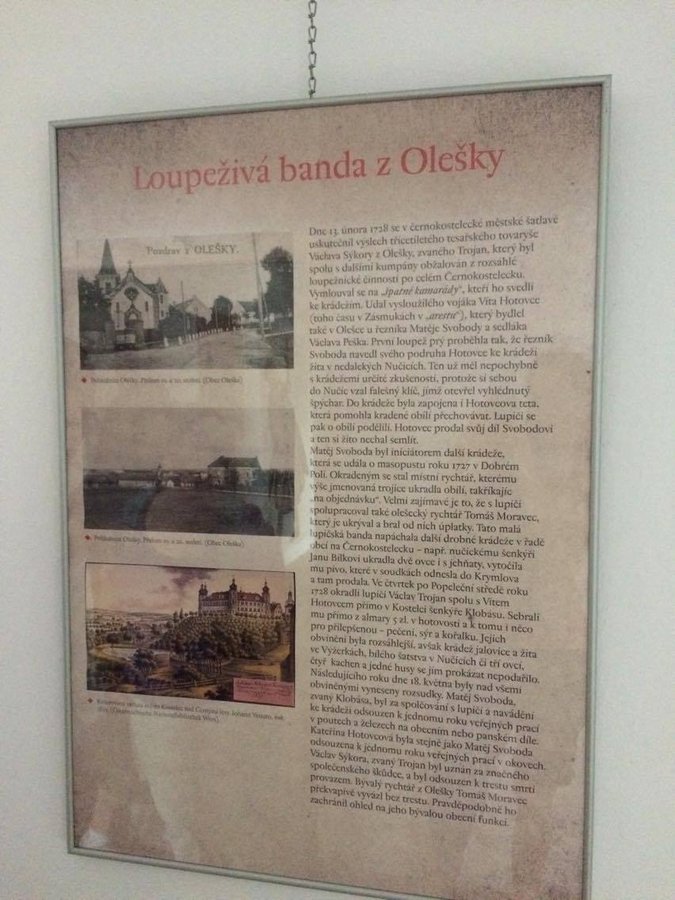 Loupeživá banda z Olešky
Pozdrav z OLEŠKY.
Pohlednice Olešky. Přelom 19. a 20. století. (Obec Oleška)
Pohlednice Olešky. Přelom 19. a 20. století. (Obec Oleška)
Dne 13. února 1728 se v černokostelecké městské šatlavě
uskutečnil výslech třicetiletého tesařského tovaryše
Václava Sýkory z Olešky, zvaného Trojan, který byl
spolu s dalšími kumpány obžalován z rozsáhlé
loupežnické činnosti po celém Černokostelecku.
Vymlouval se na „špatné kamarády“, kteří ho svedli
ke krádežím. Udal vysloužilého vojáka Víta Hotovce
(toho času v Zásmukách v „arestu“), který bydlel
také v Olešce u řezníka Matěje Svobody a sedláka
Václava Peška. První loupež prý proběhla tak, že řezník
Svoboda navedl svého podruha Hotovce ke krádeži
žita v nedalekých Nučicích. Ten už měl nepochybně
s krádežemi určité zkušenosti, protože si sebou
do Nučic vzal falešný klíč, jímž otevřel vyhlédnutý
špýchar. Do krádeže byla zapojena i Hotovcova teta,
která pomohla kradené obilí přechovávat. Lupiči se
pak o obilí podělili. Hotovec prodal svůj díl Svobodovi
a ten si žito nechal semlít.
Matěj Svoboda byl iniciátorem další krádeže,
která se udála o masopustu roku 1727 v Dobrém
Poli. Okradeným se stal místní rychtář, kterému
výše jmenovaná trojice ukradla obilí, takříkajíc
„na objednávku“. Velmi zajímavé je to, že s lupiči
spolupracoval také olešecký rychtář Tomáš Moravec,
který je ukrýval a bral od nich úplatky. Tato malá
lupičská banda napáchala další drobné krádeže v řadě
obcí na Černokostelecku – např. nučickému šenkýři
Janu Bílkovi ukradla dvě ovce i s jehňaty, vytočila
mu pivo, které v soudkách odnesla do Krymlova
a tam prodala. Ve čtvrtek po Popeleční středě roku
1728 okradli lupiči Václav Trojan spolu s Vítem
Hotovcem přímo v Kostelci šenkýře Klobásu. Sebrali
mu přímo z almary 5 zl. v hotovosti a k tomu i něco
pro přilepšenou – pečeni, sýr a kořalku. Jejich
obvinění byla rozsáhlejší, avšak krádež jalovice a žita
ve Vyžerkách, bílého šatstva v Nučicích či tří ovcí,
čtyř kachen a jedné husy se jim prokázat nepodařilo.
Následujícího roku dne 18. května byly nad všemi
obviněnými vyneseny rozsudky. Matěj Svoboda,
zvaný Klobása, byl za spolčování s lupiči a navádění
ke krádeži odsouzen k jednomu roku veřejných prací
v poutech a železech na obecním nebo panském díle.
Kateřina Hotovcová byla stejně jako Matěj Svoboda
odsouzena k jednomu roku veřejných prací v okovech.
Václav Sýkora, zvaný Trojan byl uznán za značného
společenského škůdce, a byl odsouzen k trestu smrti
provazem. Bývalý rychtář z Olešky Tomáš Moravec
překvapivě vyvázl bez trestu. Pravděpodobně ho
zachránil ohled na jeho bývalou obecní funkci.